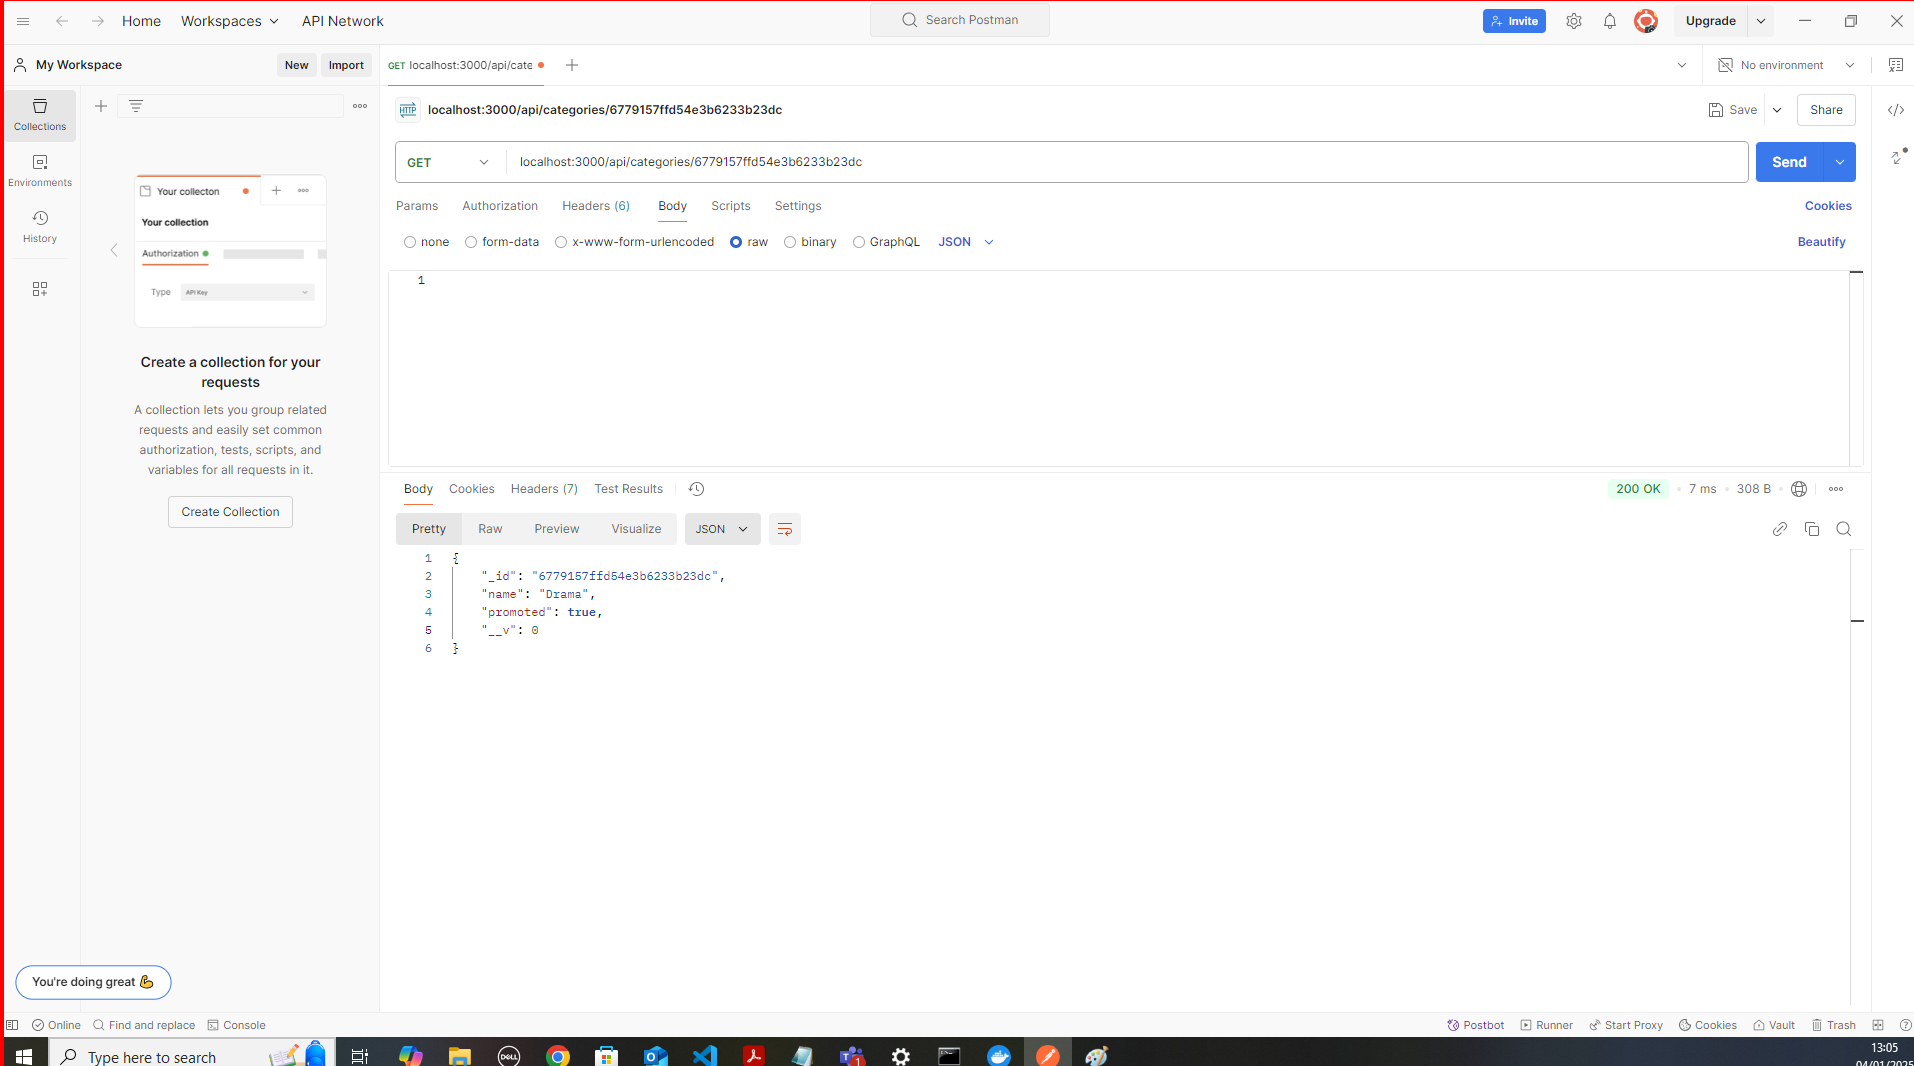 Home Workspaces API Network Search Postman Invite Upgrade
My Workspace New Import GET localhost:3000/api/cate No environment
Collections
Environments
History
Your collecton
Your collection
Authorization
Type API Key
Create a collection for your
requests
A collection lets you group related
requests and easily set common
authorization, tests, scripts, and
variables for all requests in it.
Create Collection
You're doing great 💪
HTTP localhost:3000/api/categories/6779157ffd54e3b6233b23dc Save Share
GET localhost:3000/api/categories/6779157ffd54e3b6233b23dc Send
Params Authorization Headers (6) Body Scripts Settings Cookies
none form-data x-www-form-urlencoded raw binary GraphQL JSON Beautify
1
Body Cookies Headers (7) Test Results 200 OK 7 ms 308 B
Pretty Raw Preview Visualize JSON
1 {
2 "_id": "6779157ffd54e3b6233b23dc",
3 "name": "Drama",
4 "promoted": true,
5 "__v": 0
6 }
Online Find and replace Console Postbot Runner Start Proxy Cookies Vault Trash
Type here to search DELL 1 13:05
04/01/2025